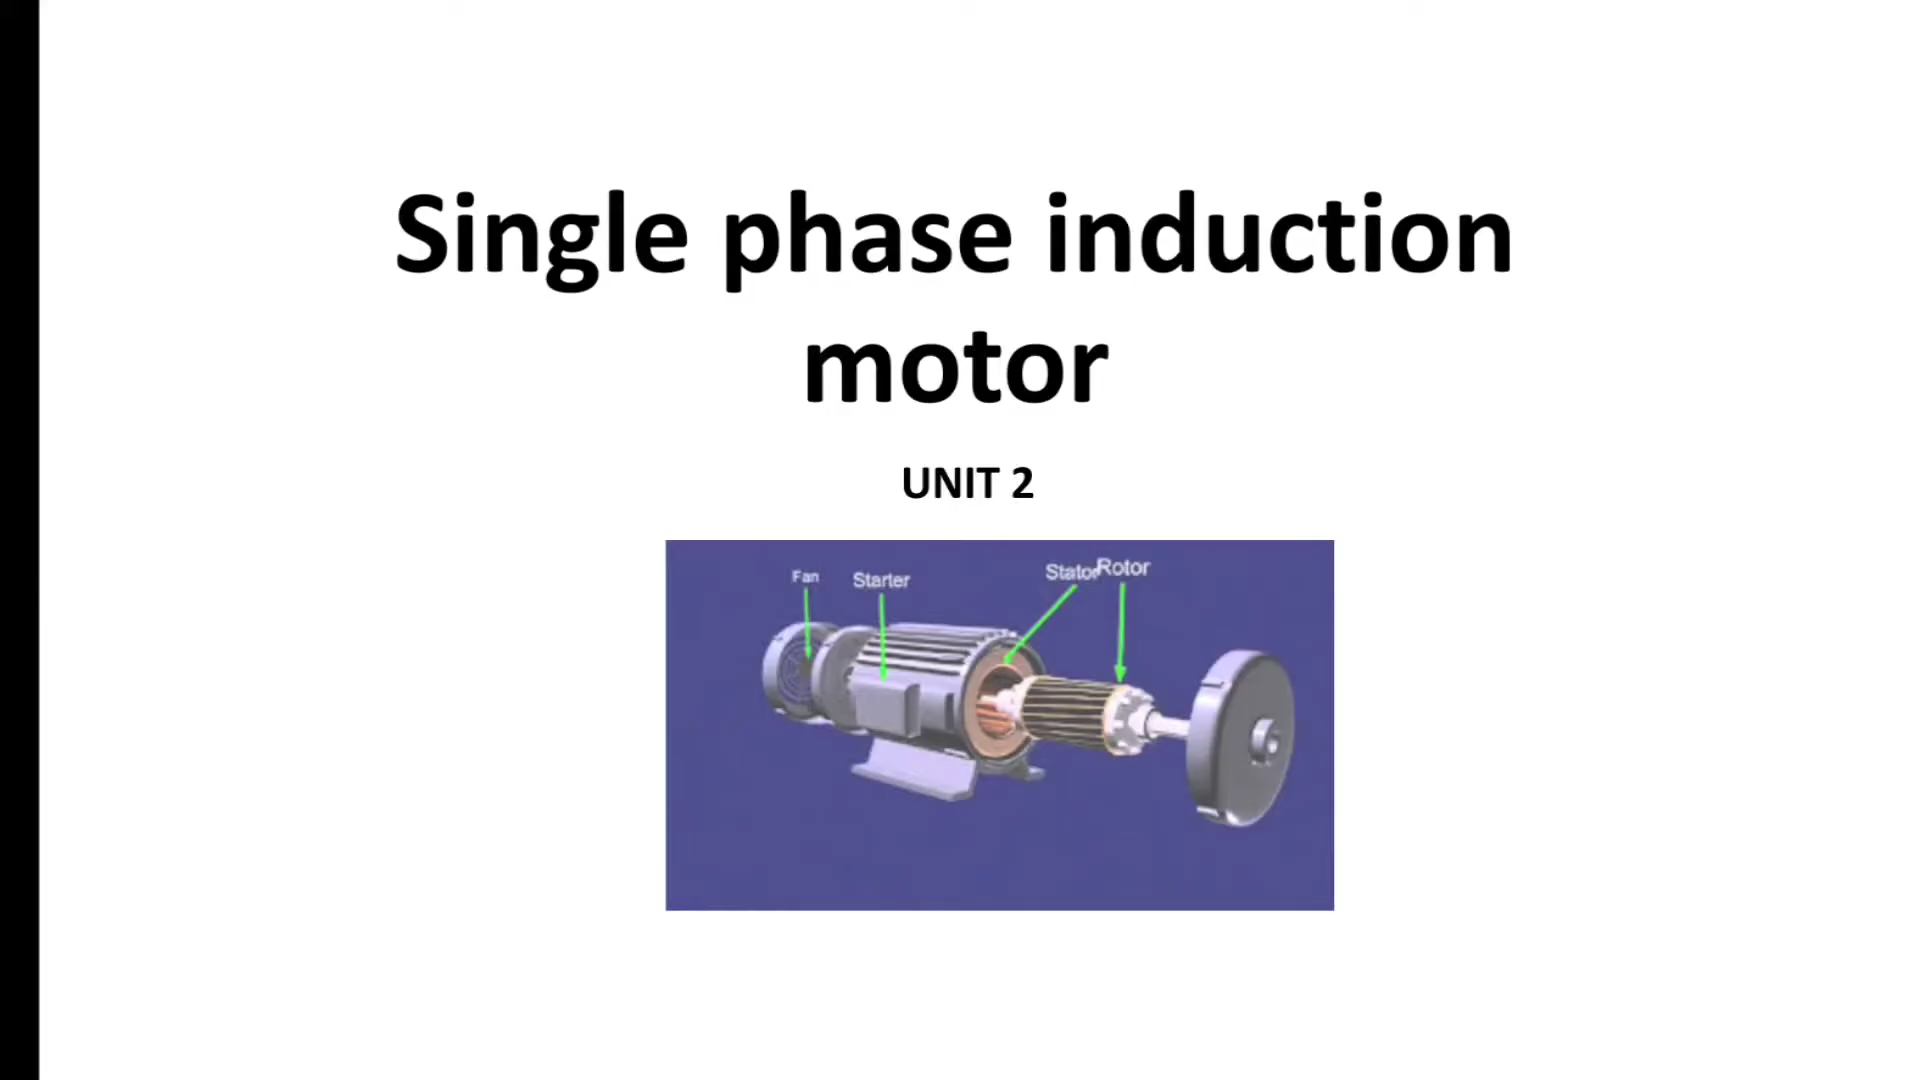 Single phase induction
motor
UNIT 2
Fan
Starter
Stator
Rotor